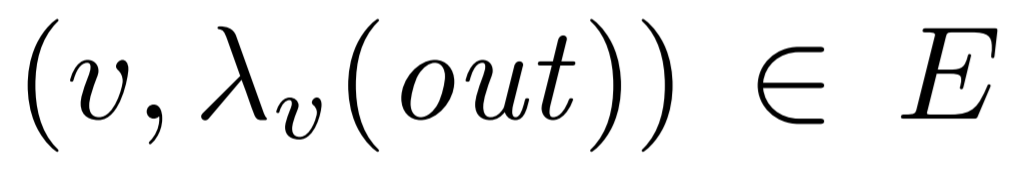 (v, λ_v(out)) ∈ E